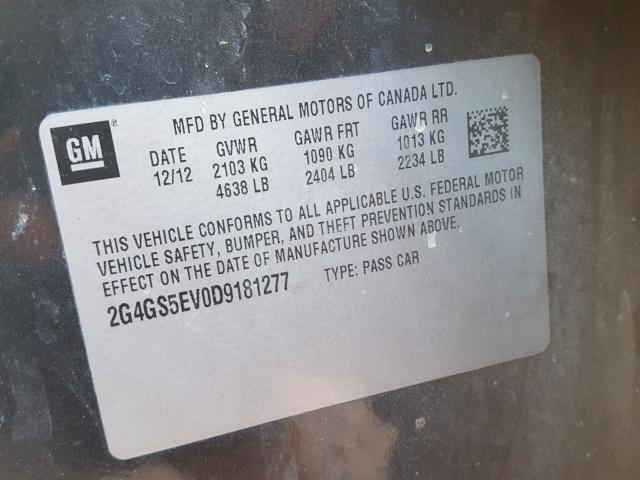 MFD BY GENERAL MOTORS OF CANADA LTD.
GM ®
DATE GVWR GAWR FRT GAWR RR
12/12 2103 KG 1090 KG 1013 KG
4638 LB 2404 LB 2234 LB
THIS VEHICLE CONFORMS TO ALL APPLICABLE U.S. FEDERAL MOTOR
VEHICLE SAFETY, BUMPER, AND THEFT PREVENTION STANDARDS IN
EFFECT ON THE DATE OF MANUFACTURE SHOWN ABOVE.
2G4GS5EV0D9181277 TYPE: PASS CAR